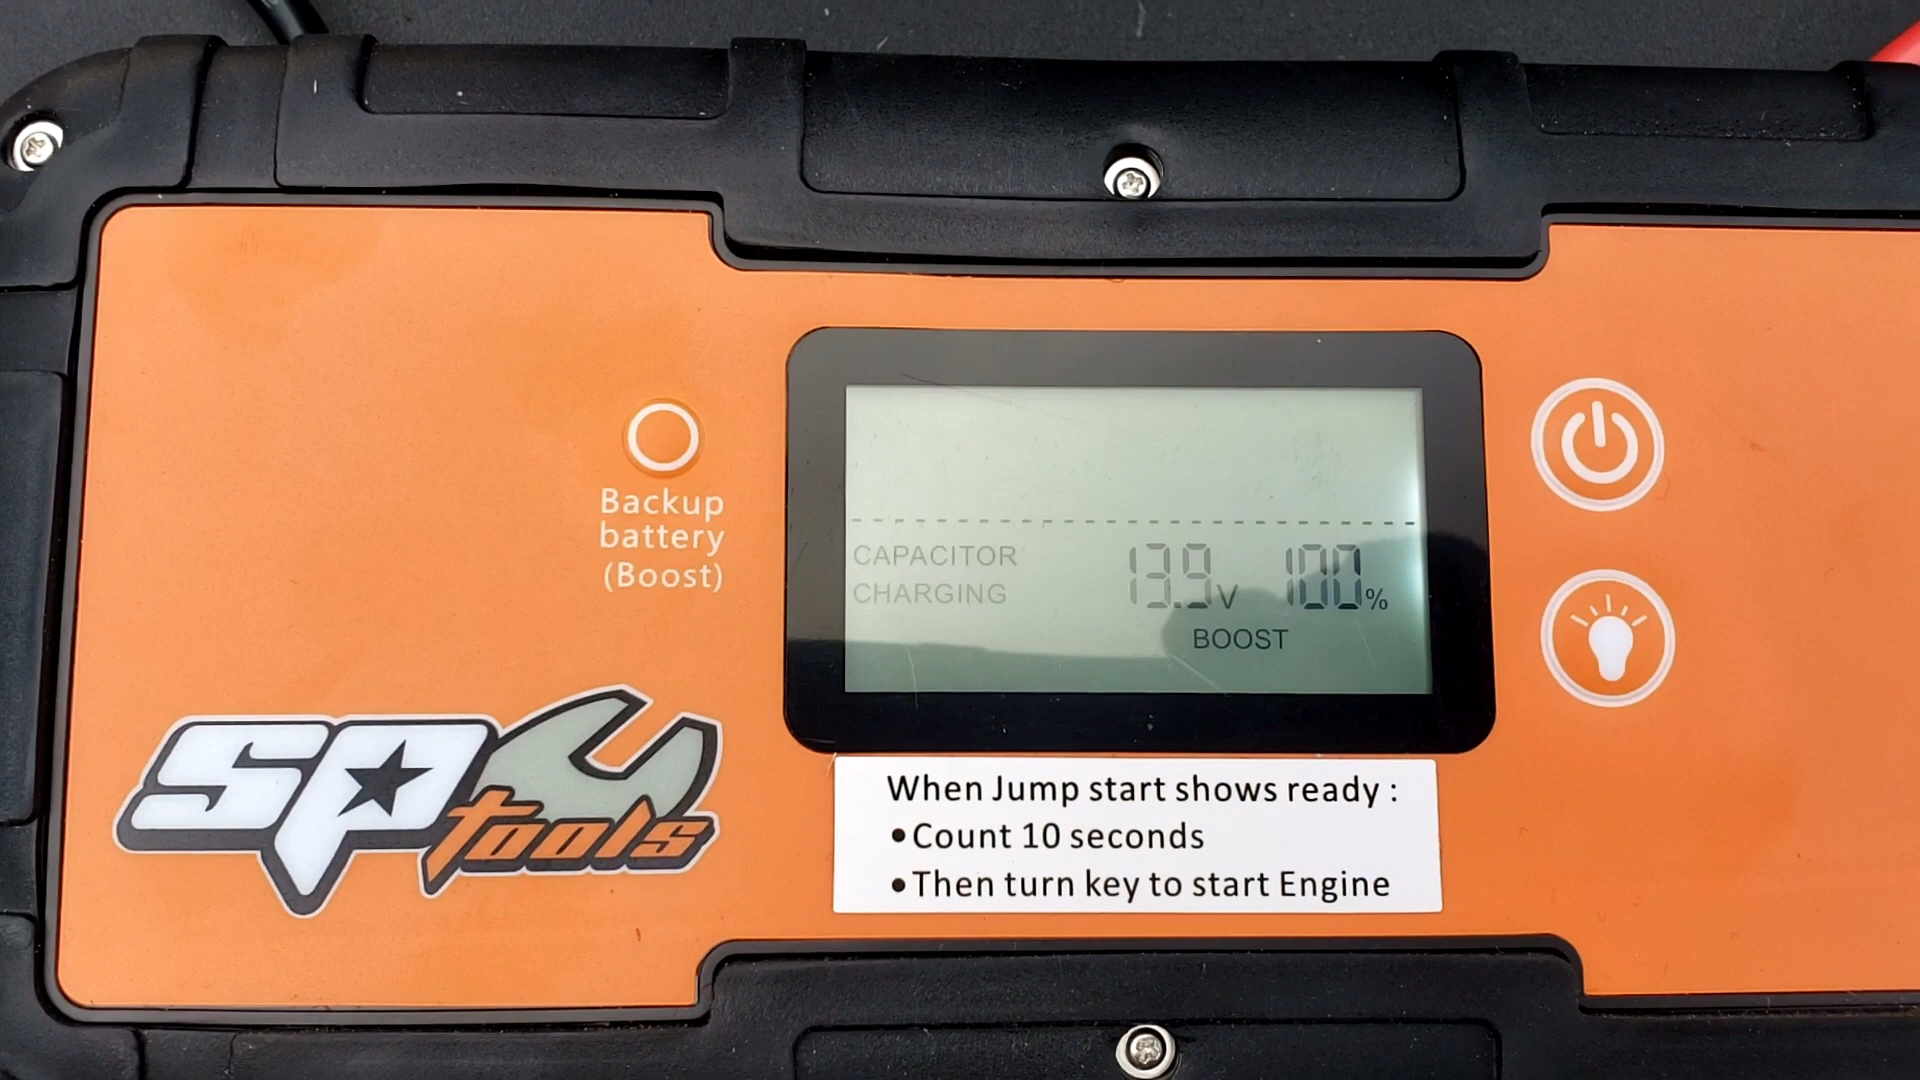 Backup
battery
(Boost)
CAPACITOR
CHARGING
13.9V 100%
BOOST
SP tools
When Jump start shows ready :
•Count 10 seconds
•Then turn key to start Engine